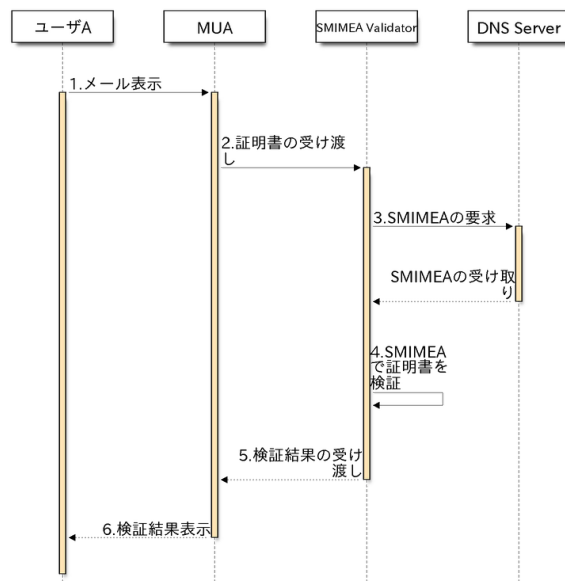 ユーザA
MUA
SMIMEA Validator
DNS Server
1.メール表示
2.証明書の受け渡
し
3.SMIMEAの要求
SMIMEAの受け取
り
4.SMIMEA
で証明書を
検証
5.検証結果の受け
渡し
6.検証結果表示